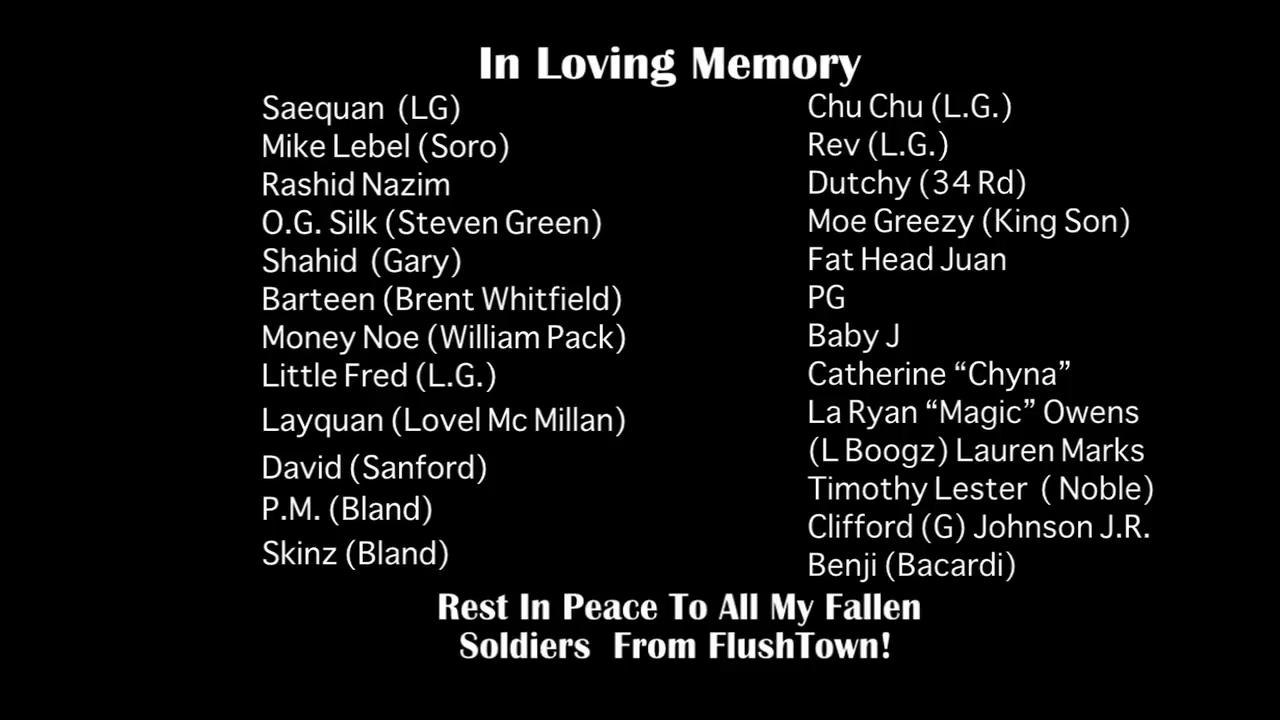 In Loving Memory
Saequan  (LG)
Mike Lebel (Soro)
Rashid Nazim
O.G. Silk (Steven Green)
Shahid  (Gary)
Barteen (Brent Whitfield)
Money Noe (William Pack)
Little Fred (L.G.)
Layquan (Lovel Mc Millan)
David (Sanford)
P.M. (Bland)
Skinz (Bland)
Chu Chu (L.G.)
Rev (L.G.)
Dutchy (34 Rd)
Moe Greezy (King Son)
Fat Head Juan
PG
Baby J
Catherine “Chyna”
La Ryan “Magic” Owens
(L Boogz) Lauren Marks
Timothy Lester  ( Noble)
Clifford (G) Johnson J.R.
Benji (Bacardi)
Rest In Peace To All My Fallen
Soldiers  From FlushTown!